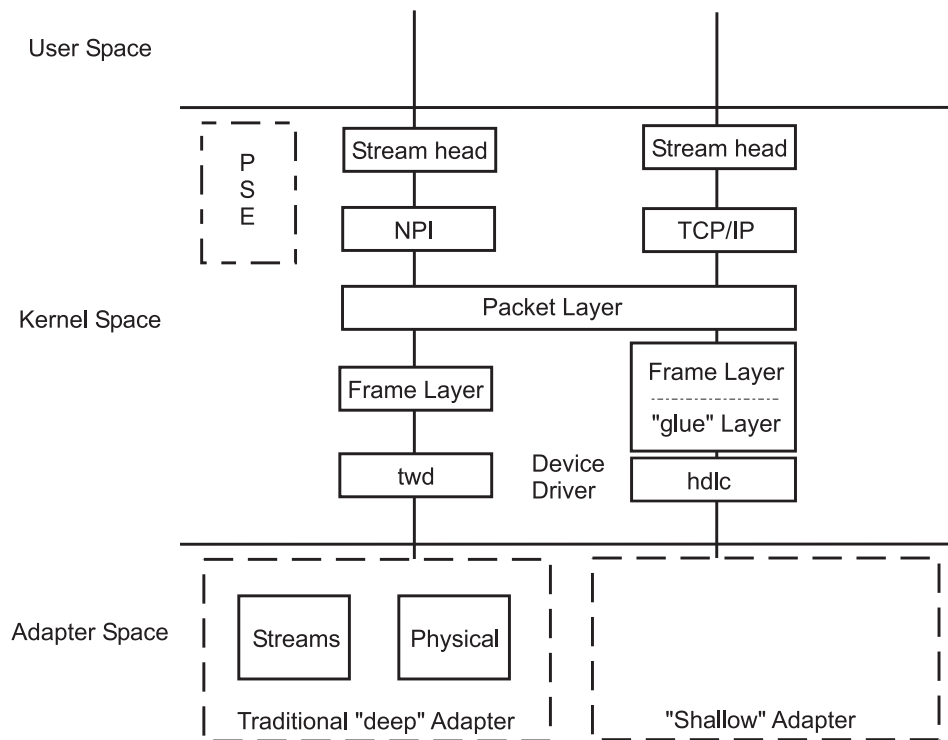 User Space
P
S
E
Stream head
Stream head
NPI
TCP/IP
Packet Layer
Kernel Space
Frame Layer
Frame Layer
"glue" Layer
twd
Device
Driver
hdlc
Adapter Space
Streams
Physical
Traditional "deep" Adapter
"Shallow" Adapter